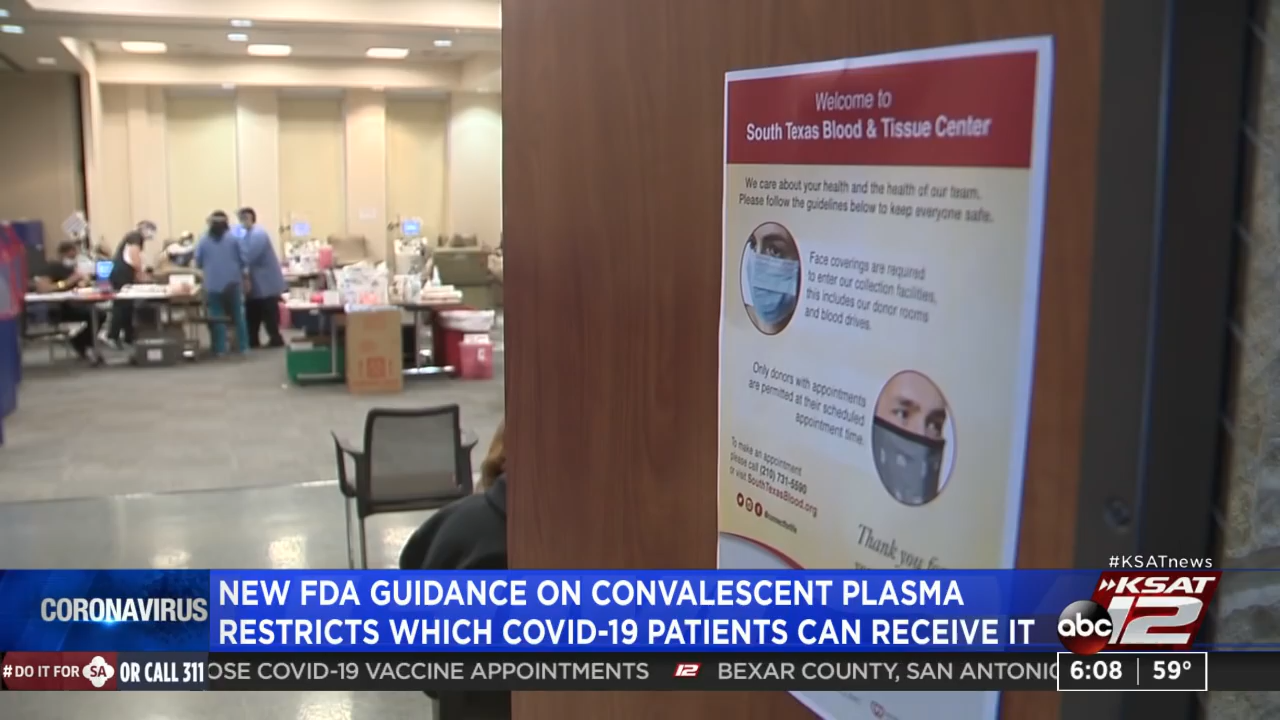 Welcome to
South Texas Blood & Tissue Center
We care about your health and the health of our team.
Please follow the guidelines below to keep everyone safe.
Face coverings are required
to enter our collection facilities,
this includes our donor rooms
and blood drives.
Only donors with appointments
are permitted at their scheduled
appointment time.
To make an appointment
please call (210) 731-5590
or visit SouthTexasBlood.org
Thank you
#KSATnews
CORONAVIRUS
NEW FDA GUIDANCE ON CONVALESCENT PLASMA
RESTRICTS WHICH COVID-19 PATIENTS CAN RECEIVE IT
abc
KSAT
12
#DO IT FOR SA OR CALL 311
OSE COVID-19 VACCINE APPOINTMENTS 12 BEXAR COUNTY, SAN ANTONIO
6:08 59°